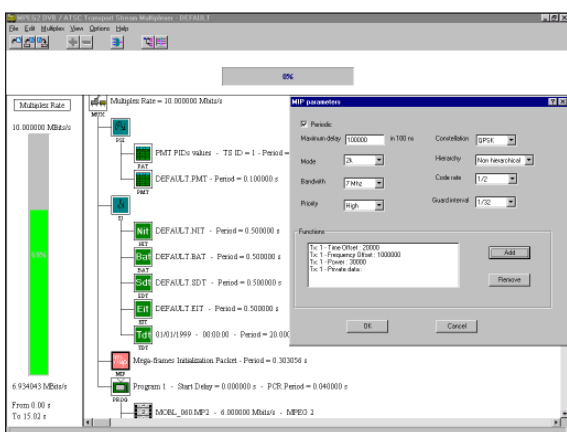 MPEG2 DVB / ATSC Transport Stream Multiplexer - DEFAULT
File Edit Multiplex View Options Help
0%
Multiplex Rate
10.000000 MBits/s
6.934043 MBits/s
From 0.00 s
To 15.02 s
Multiplex Rate = 10.000000 Mbits/s
MUX
PSI
PMT PIDs values - TS ID = 1 - Period =
PAT
DEFAULT.PMT - Period = 0.100000 s
PMT
SI
Nit DEFAULT.NIT - Period = 0.500000 s
NIT
Bat DEFAULT.BAT - Period = 0.500000 s
BAT
Sdt DEFAULT.SDT - Period = 0.500000 s
SDT
Eit DEFAULT.EIT - Period = 0.500000 s
EIT
Tdt 01/01/1999 - 00:00:00 - Period = 20.000
Mega-frames Initialization Packet - Period = 0.303056 s
MIP
Program 1 - Start Delay = 0.000000 s - PCR Period = 0.040000 s
PROG
MOBL_060.MP2 - 6.000000 Mbits/s - MPEG 2
MIP parameters
Periodic
Maximum delay 100000 in 100 ns
Constellation QPSK
Mode 2k
Hierarchy Non hierarchical
Bandwith 7 Mhz
Code rate 1/2
Priority High
Guard interval 1/32
Functions
Tx: 1 - Time Offset : 20000
Tx: 1 - Frequency Offset : 1000000
Tx: 1 - Power : 30000
Tx: 1 - Private data :
Add
Remove
OK
Cancel